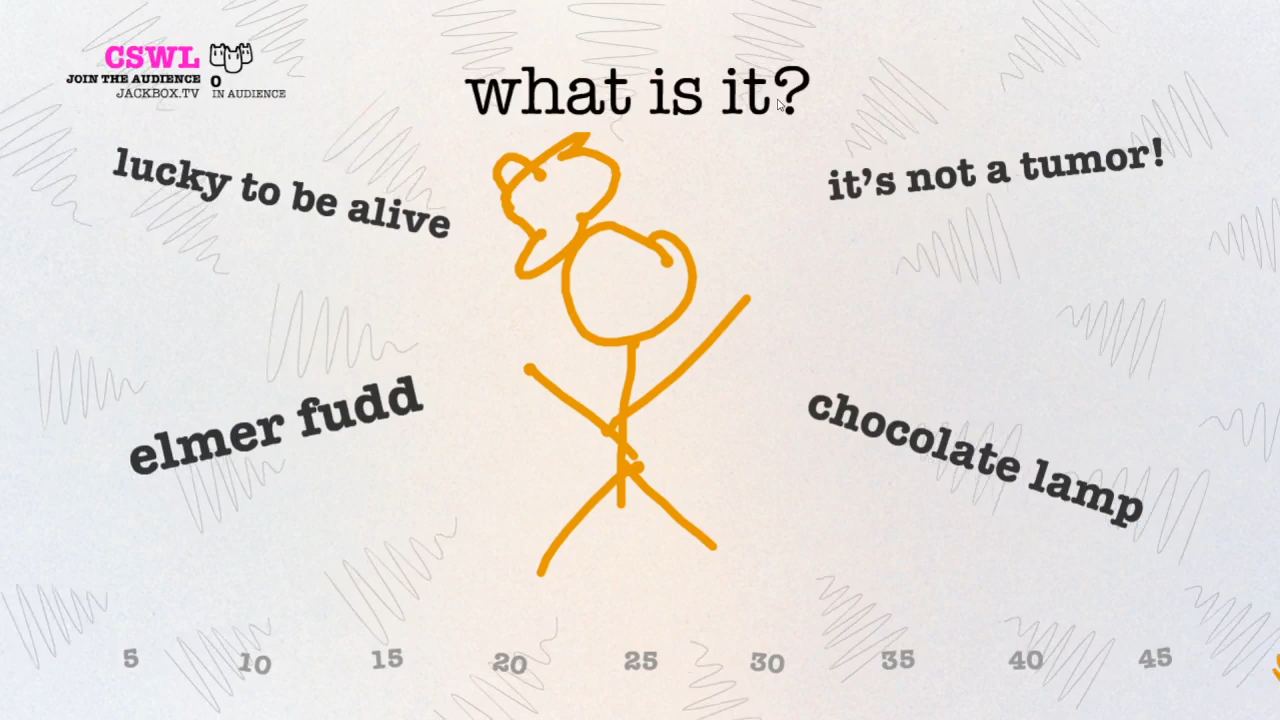 CSWL
JOIN THE AUDIENCE
JACKBOX.TV
0
IN AUDIENCE
what is it?
lucky to be alive
it's not a tumor!
elmer fudd
chocolate lamp
5 10 15 20 25 30 35 40 45